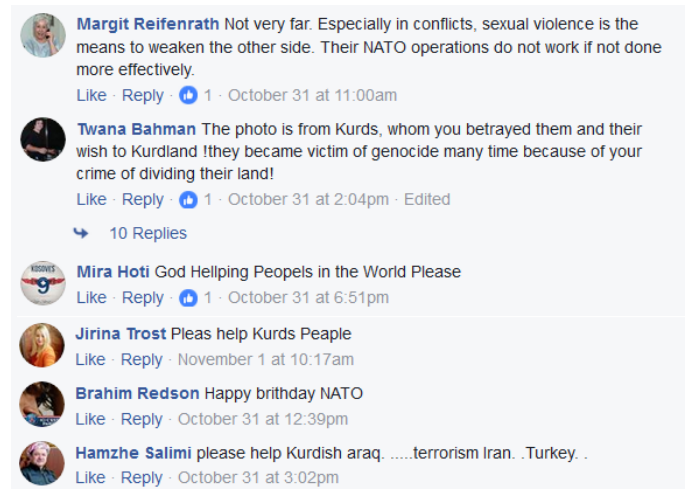 Margit Reifenrath Not very far. Especially in conflicts, sexual violence is the
means to weaken the other side. Their NATO operations do not work if not done
more effectively.
Like · Reply · 1 · October 31 at 11:00am
Twana Bahman The photo is from Kurds, whom you betrayed them and their
wish to Kurdland !they became victim of genocide many time because of your
crime of dividing their land!
Like · Reply · 1 · October 31 at 2:04pm · Edited
10 Replies
KOSOVES
9
Mira Hoti God Hellping Peopels in the World Please
Like · Reply · 1 · October 31 at 6:51pm
Jirina Trost Pleas help Kurds Peaple
Like · Reply · November 1 at 10:17am
Brahim Redson Happy brithday NATO
Like · Reply · October 31 at 12:39pm
Hamzhe Salimi please help Kurdish araq. .....terrorism Iran. .Turkey. .
Like · Reply · October 31 at 3:02pm